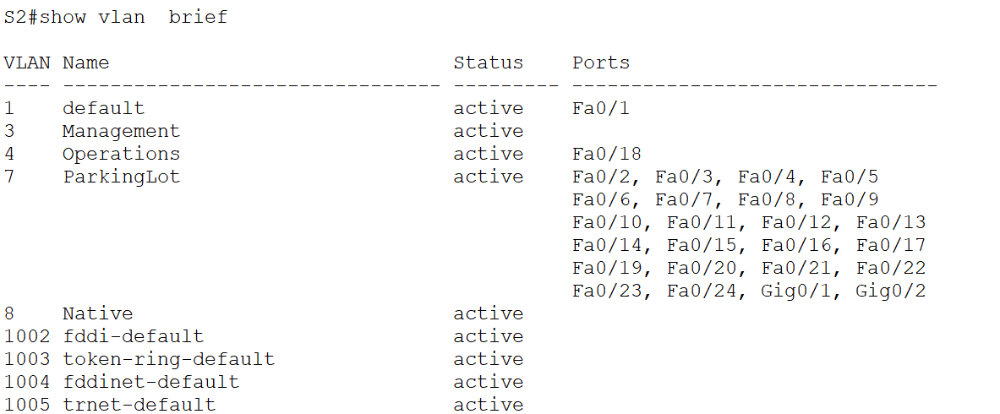 S2#show vlan  brief
VLAN Name                             Status    Ports
---- -------------------------------- --------- -------------------------------
1    default                          active    Fa0/1
3    Management                       active
4    Operations                       active    Fa0/18
7    ParkingLot                       active    Fa0/2, Fa0/3, Fa0/4, Fa0/5
                                                Fa0/6, Fa0/7, Fa0/8, Fa0/9
                                                Fa0/10, Fa0/11, Fa0/12, Fa0/13
                                                Fa0/14, Fa0/15, Fa0/16, Fa0/17
                                                Fa0/19, Fa0/20, Fa0/21, Fa0/22
                                                Fa0/23, Fa0/24, Gig0/1, Gig0/2
8    Native                           active
1002 fddi-default                     active
1003 token-ring-default               active
1004 fddinet-default                  active
1005 trnet-default                    active